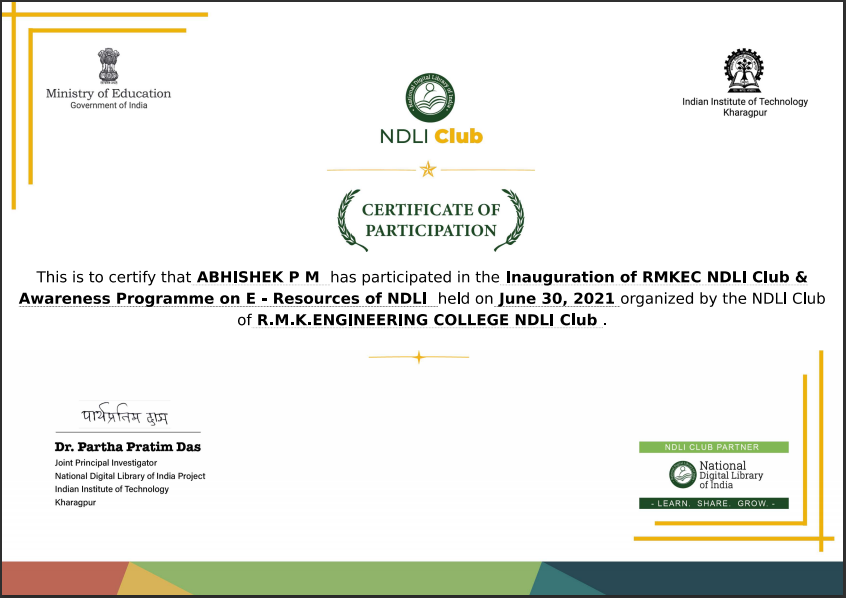 Ministry of Education
Government of India
National Digital Library of India
NDLI Club
Indian Institute of Technology
Kharagpur
CERTIFICATE OF
PARTICIPATION
This is to certify that ABHISHEK P M has participated in the Inauguration of RMKEC NDLI Club &
Awareness Programme on E - Resources of NDLI held on June 30, 2021 organized by the NDLI Club
of R.M.K.ENGINEERING COLLEGE NDLI Club .
पार्थप्रतिम दास
Dr. Partha Pratim Das
Joint Principal Investigator
National Digital Library of India Project
Indian Institute of Technology
Kharagpur
NDLI CLUB PARTNER
National
Digital Library
of India
- LEARN. SHARE. GROW. -